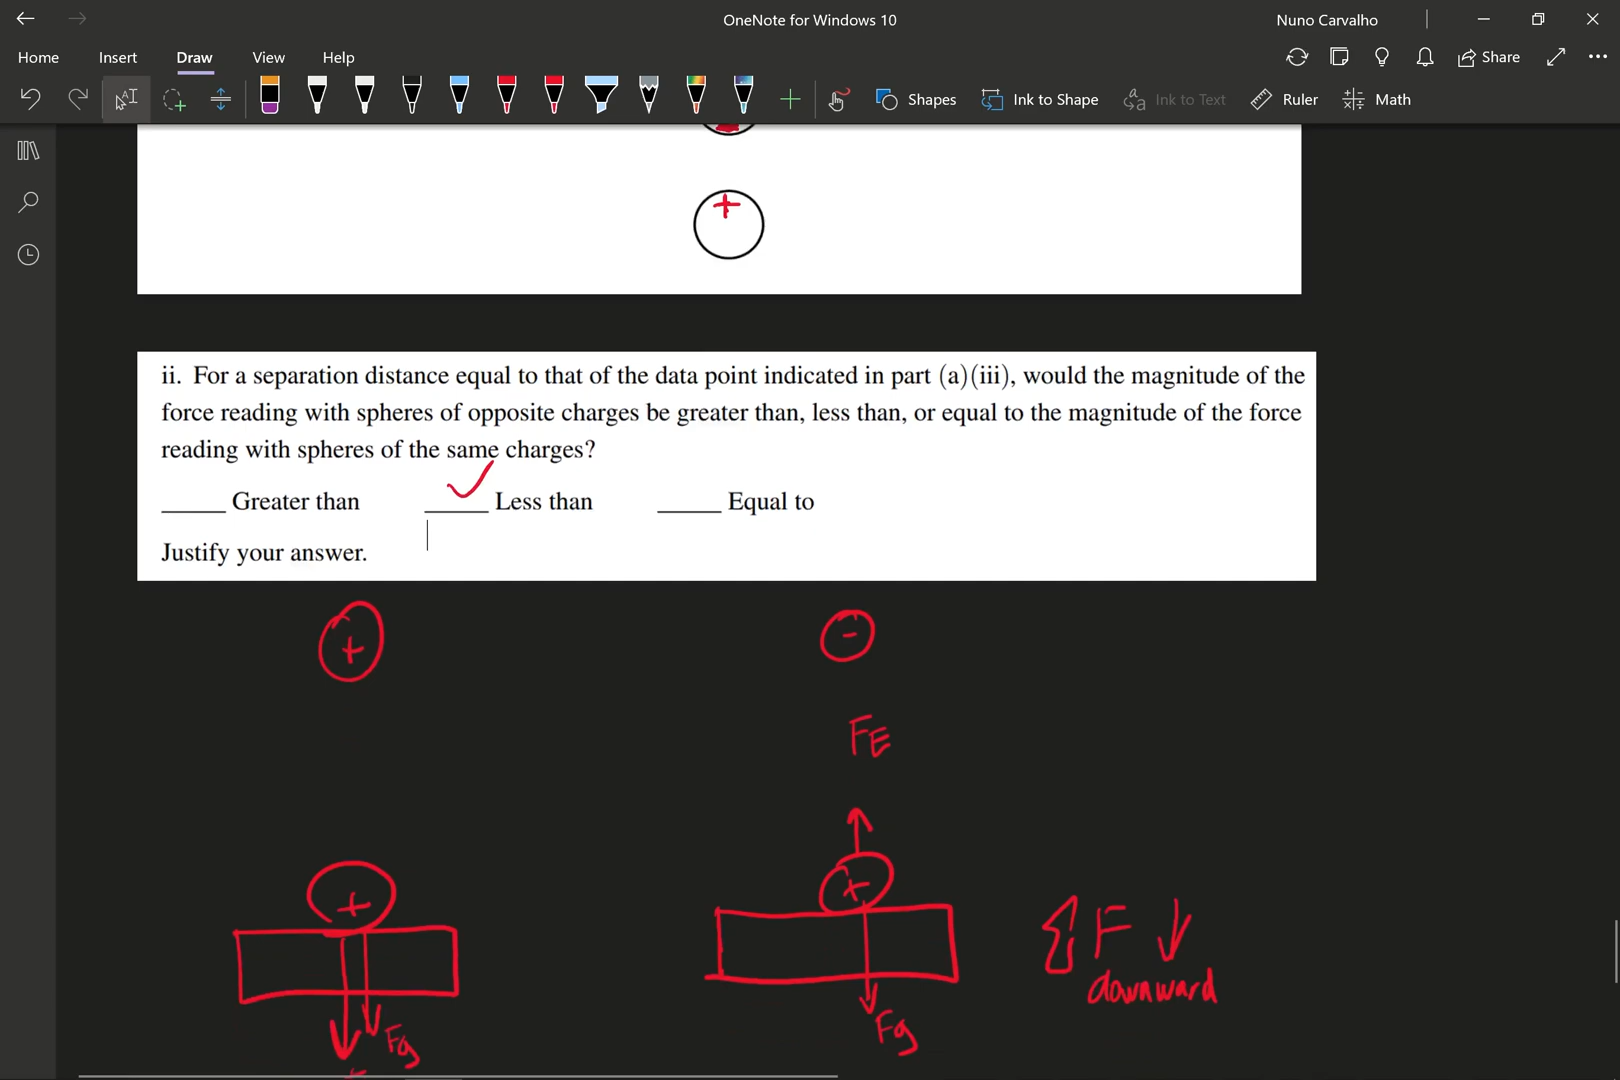 OneNote for Windows 10
Nuno Carvalho
Home Insert Draw View Help
Share
Shapes Ink to Shape Ink to Text Ruler Math
+
ii. For a separation distance equal to that of the data point indicated in part (a)(iii), would the magnitude of the
force reading with spheres of opposite charges be greater than, less than, or equal to the magnitude of the force
reading with spheres of the same charges?
_____ Greater than _____ Less than _____ Equal to
Justify your answer.
+ -
FE
+ +
F
downward
Fg Fg